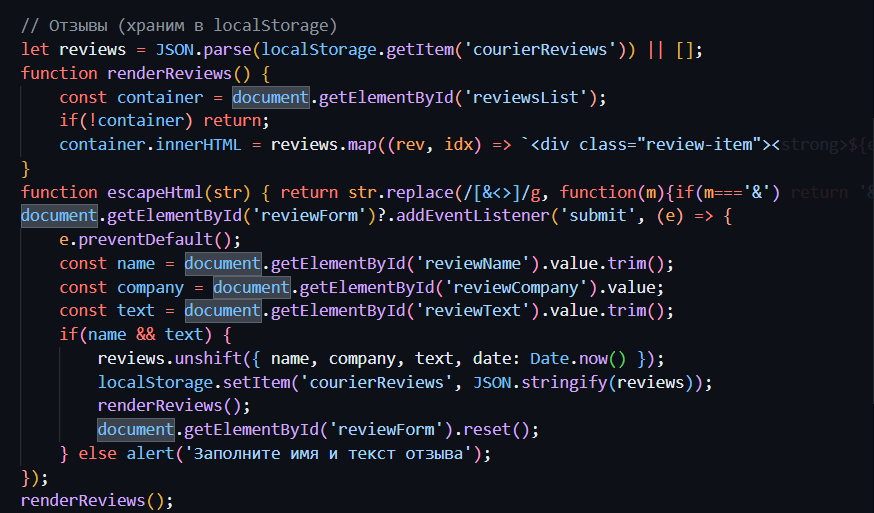 // Отзывы (храним в localStorage)
let reviews = JSON.parse(localStorage.getItem('courierReviews')) || [];
function renderReviews() {
const container = document.getElementById('reviewsList');
if(!container) return;
container.innerHTML = reviews.map((rev, idx) => `<div class="review-item"><strong>${e
}
function escapeHtml(str) { return str.replace(/[&<>]/g, function(m){if(m==='&') return '&
document.getElementById('reviewForm')?.addEventListener('submit', (e) => {
e.preventDefault();
const name = document.getElementById('reviewName').value.trim();
const company = document.getElementById('reviewCompany').value;
const text = document.getElementById('reviewText').value.trim();
if(name && text) {
reviews.unshift({ name, company, text, date: Date.now() });
localStorage.setItem('courierReviews', JSON.stringify(reviews));
renderReviews();
document.getElementById('reviewForm').reset();
} else alert('Заполните имя и текст отзыва');
});
renderReviews();